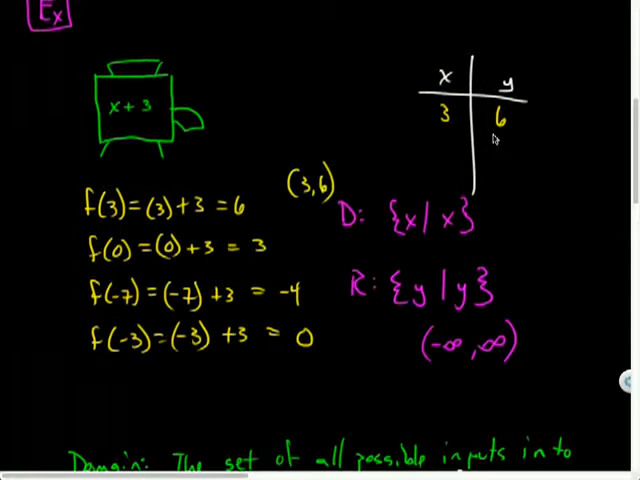 Ex
x + 3
x y
3 6
(3,6)
f(3)=(3)+3=6
f(0)=(0)+3=3
f(-7)=(-7)+3=-4
f(-3)=(-3)+3=0
D: {x/x}
R: {y/y}
(-∞,∞)
Domain: The set of all possible inputs into